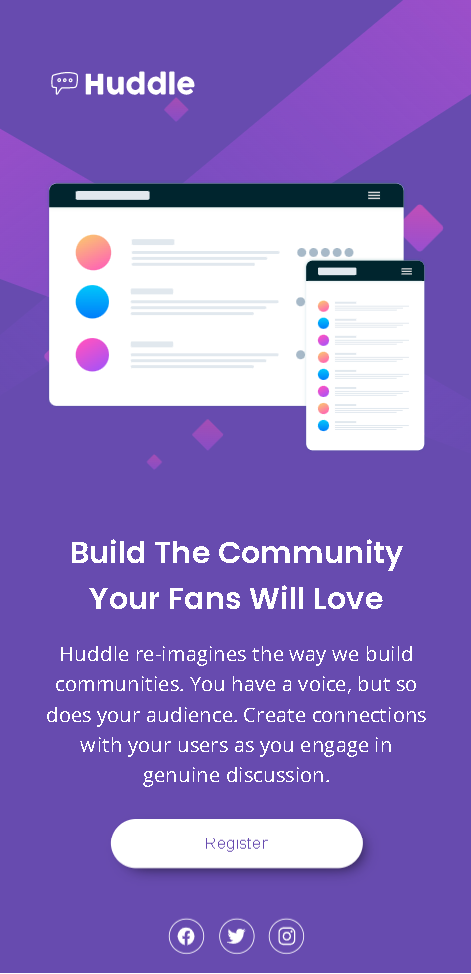 Huddle
Build The Community
Your Fans Will Love
Huddle re-imagines the way we build
communities. You have a voice, but so
does your audience. Create connections
with your users as you engage in
genuine discussion.
Register